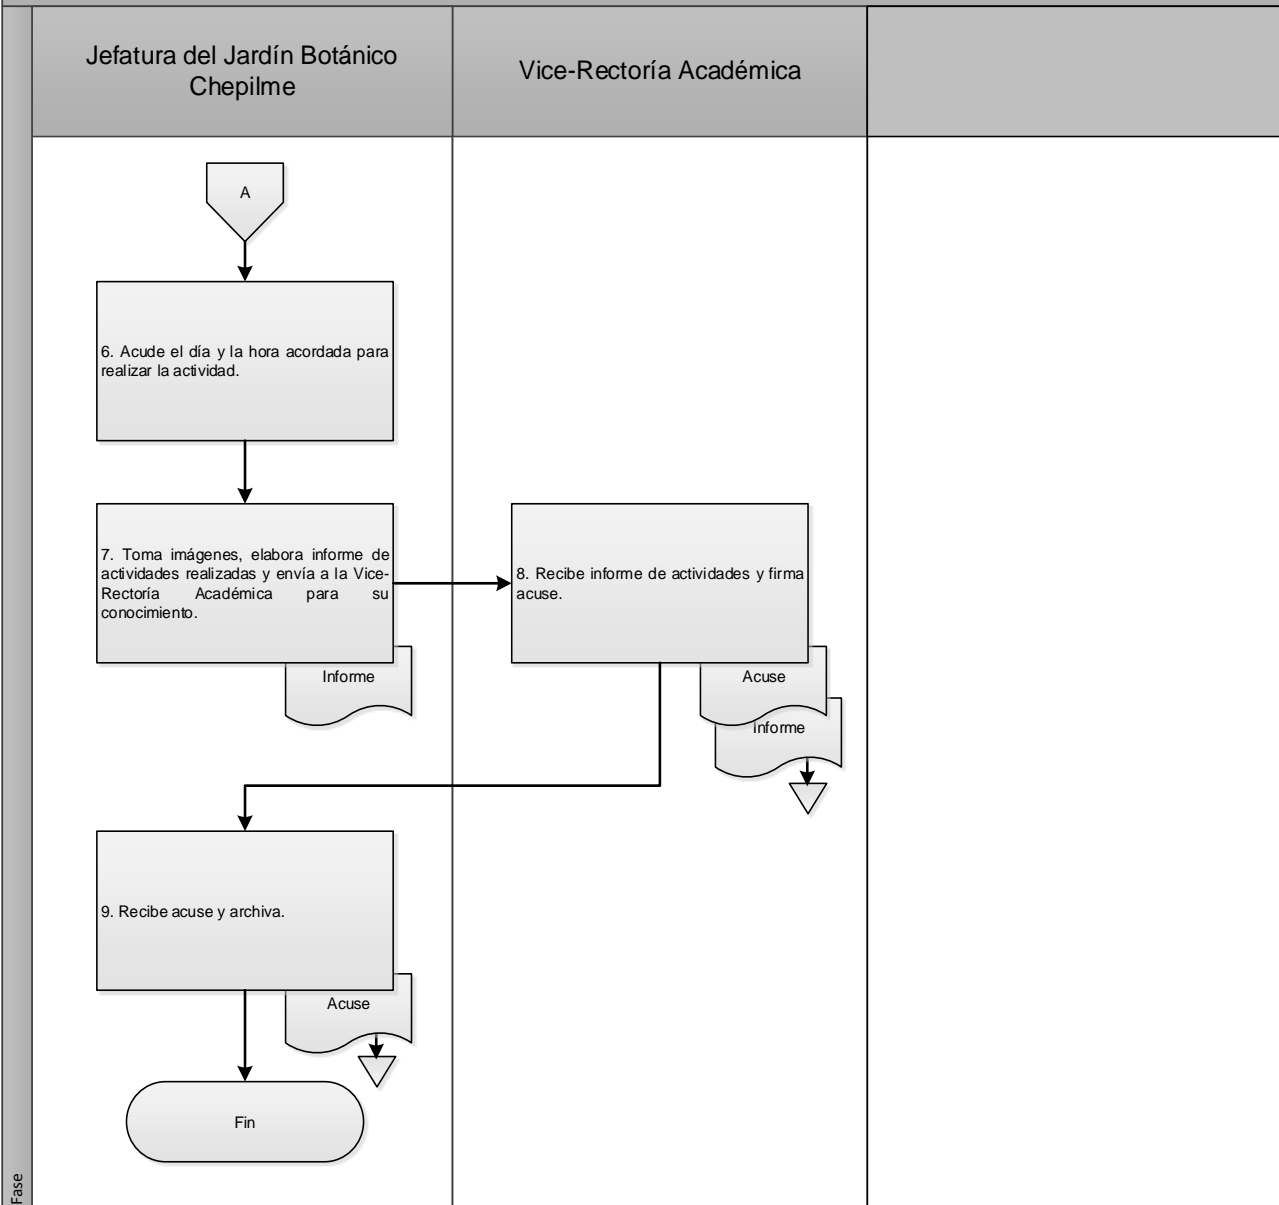 Jefatura del Jardín Botánico
Chepilme
Vice-Rectoría Académica
A
6. Acude el día y la hora acordada para
realizar la actividad.
7. Toma imágenes, elabora informe de
actividades realizadas y envía a la Vice-
Rectoría Académica para su
conocimiento.
Informe
8. Recibe informe de actividades y firma
acuse.
Acuse
Informe
9. Recibe acuse y archiva.
Acuse
Fin
Fase